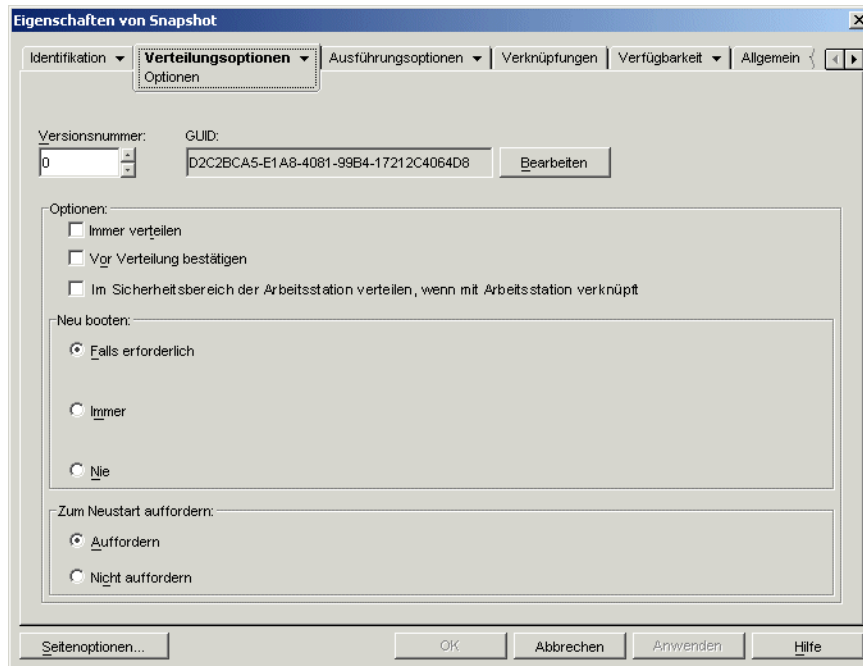 Eigenschaften von Snapshot
Identifikation Verteilungsoptionen Ausführungsoptionen Verknüpfungen Verfügbarkeit Allgemein
Optionen
Versionsnummer: GUID:
0 D2C2BCA5-E1A8-4081-99B4-17212C4064D8 Bearbeiten
Optionen:
Immer verteilen
Vor Verteilung bestätigen
Im Sicherheitsbereich der Arbeitsstation verteilen, wenn mit Arbeitsstation verknüpft
Neu booten:
Falls erforderlich
Immer
Nie
Zum Neustart auffordern:
Auffordern
Nicht auffordern
Seitenoptionen... OK Abbrechen Anwenden Hilfe